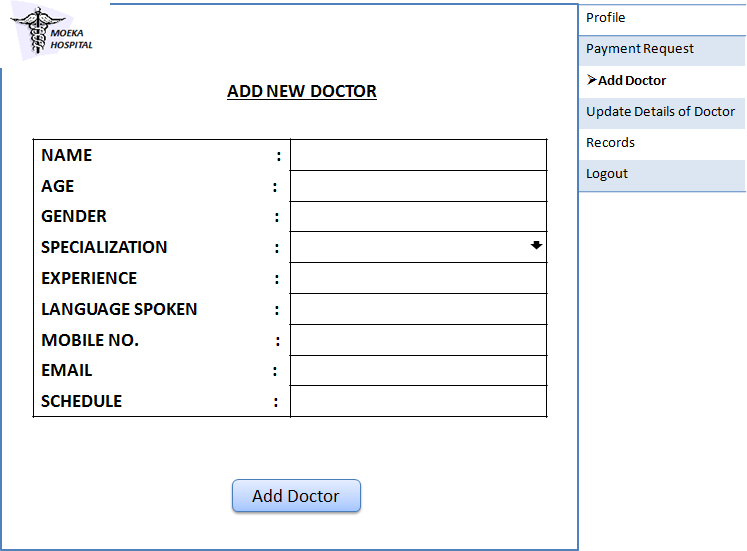 MOEKA
HOSPITAL
ADD NEW DOCTOR
NAME :
AGE :
GENDER :
SPECIALIZATION :
EXPERIENCE :
LANGUAGE SPOKEN :
MOBILE NO. :
EMAIL :
SCHEDULE :
Add Doctor
Profile
Payment Request
➢Add Doctor
Update Details of Doctor
Records
Logout